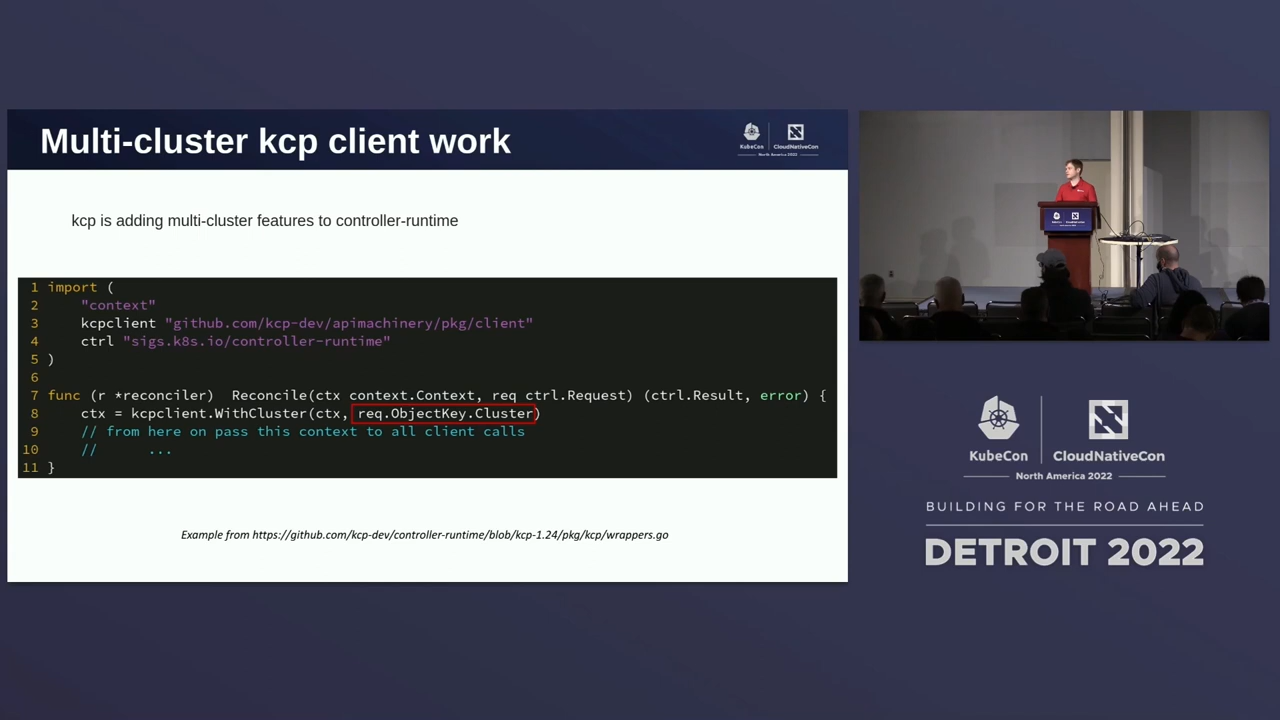 Multi-cluster kcp client work
KubeCon
CloudNativeCon
North America 2022
kcp is adding multi-cluster features to controller-runtime
1 import (
2     "context"
3     kcpclient "github.com/kcp-dev/apimachinery/pkg/client"
4     ctrl "sigs.k8s.io/controller-runtime"
5 )
6
7 func (r *reconciler)  Reconcile(ctx context.Context, req ctrl.Request) (ctrl.Result, error) {
8     ctx = kcpclient.WithCluster(ctx, req.ObjectKey.Cluster)
9     // from here on pass this context to all client calls
10     //      ...
11 }
Example from https://github.com/kcp-dev/controller-runtime/blob/kcp-1.24/pkg/kcp/wrappers.go
KubeCon
CloudNativeCon
North America 2022
BUILDING FOR THE ROAD AHEAD
DETROIT 2022